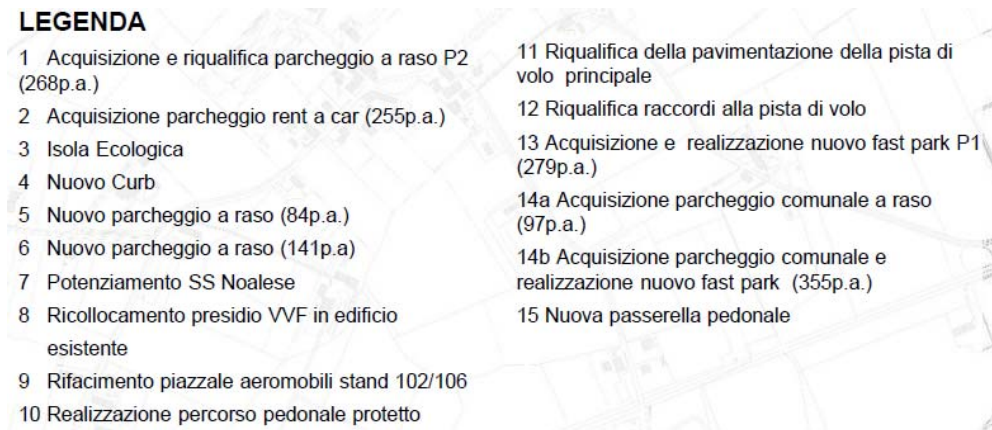 LEGENDA
1 Acquisizione e riqualifica parcheggio a raso P2
(268p.a.)
2 Acquisizione parcheggio rent a car (255p.a.)
3 Isola Ecologica
4 Nuovo Curb
5 Nuovo parcheggio a raso (84p.a.)
6 Nuovo parcheggio a raso (141p.a)
7 Potenziamento SS Noalese
8 Ricollocamento presidio VVF in edificio
esistente
9 Rifacimento piazzale aeromobili stand 102/106
10 Realizzazione percorso pedonale protetto
11 Riqualifica della pavimentazione della pista di
volo principale
12 Riqualifica raccordi alla pista di volo
13 Acquisizione e realizzazione nuovo fast park P1
(279p.a.)
14a Acquisizione parcheggio comunale a raso
(97p.a.)
14b Acquisizione parcheggio comunale e
realizzazione nuovo fast park (355p.a.)
15 Nuova passerella pedonale